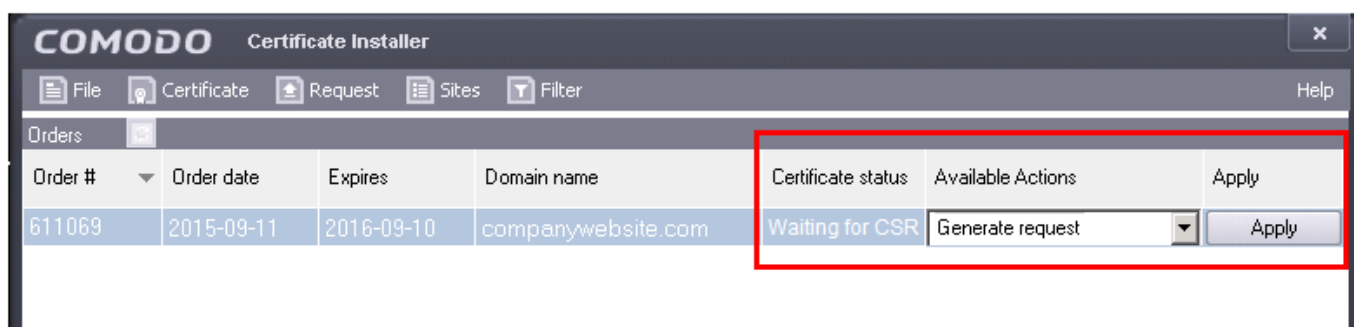 COMODO Certificate Installer
File Certificate Request Sites Filter Help
Orders
Order # Order date Expires Domain name Certificate status Available Actions Apply
611069 2015-09-11 2016-09-10 companywebsite.com Waiting for CSR Generate request Apply